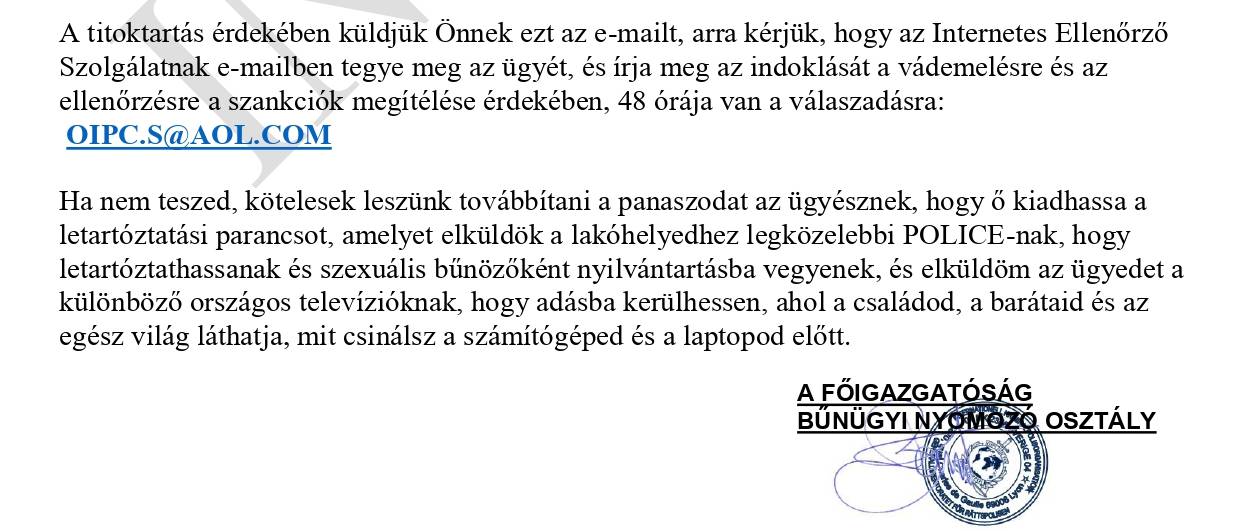 A titoktartás érdekében küldjük Önnek ezt az e-mailt, arra kérjük, hogy az Internetes Ellenőrző
Szolgálatnak e-mailben tegye meg az ügyét, és írja meg az indoklását a vádemelésre és az
ellenőrzésre a szankciók megítélése érdekében, 48 órája van a válaszadásra:
OIPC.S@AOL.COM
Ha nem teszed, kötelesek leszünk továbbítani a panaszodat az ügyésznek, hogy ő kiadhassa a
letartóztatási parancsot, amelyet elküldök a lakóhelyedhez legközelebbi POLICE-nak, hogy
letartóztathassanak és szexuális bűnözőként nyilvántartásba vegyenek, és elküldöm az ügyedet a
különböző országos televízióknak, hogy adásba kerülhessen, ahol a családod, a barátaid és az
egész világ láthatja, mit csinálsz a számítógéped és a laptopod előtt.
A FŐIGAZGATÓSÁG
BŰNÜGYI NYOMOZÓ OSZTÁLY
de Gaulle 69006 Lyon